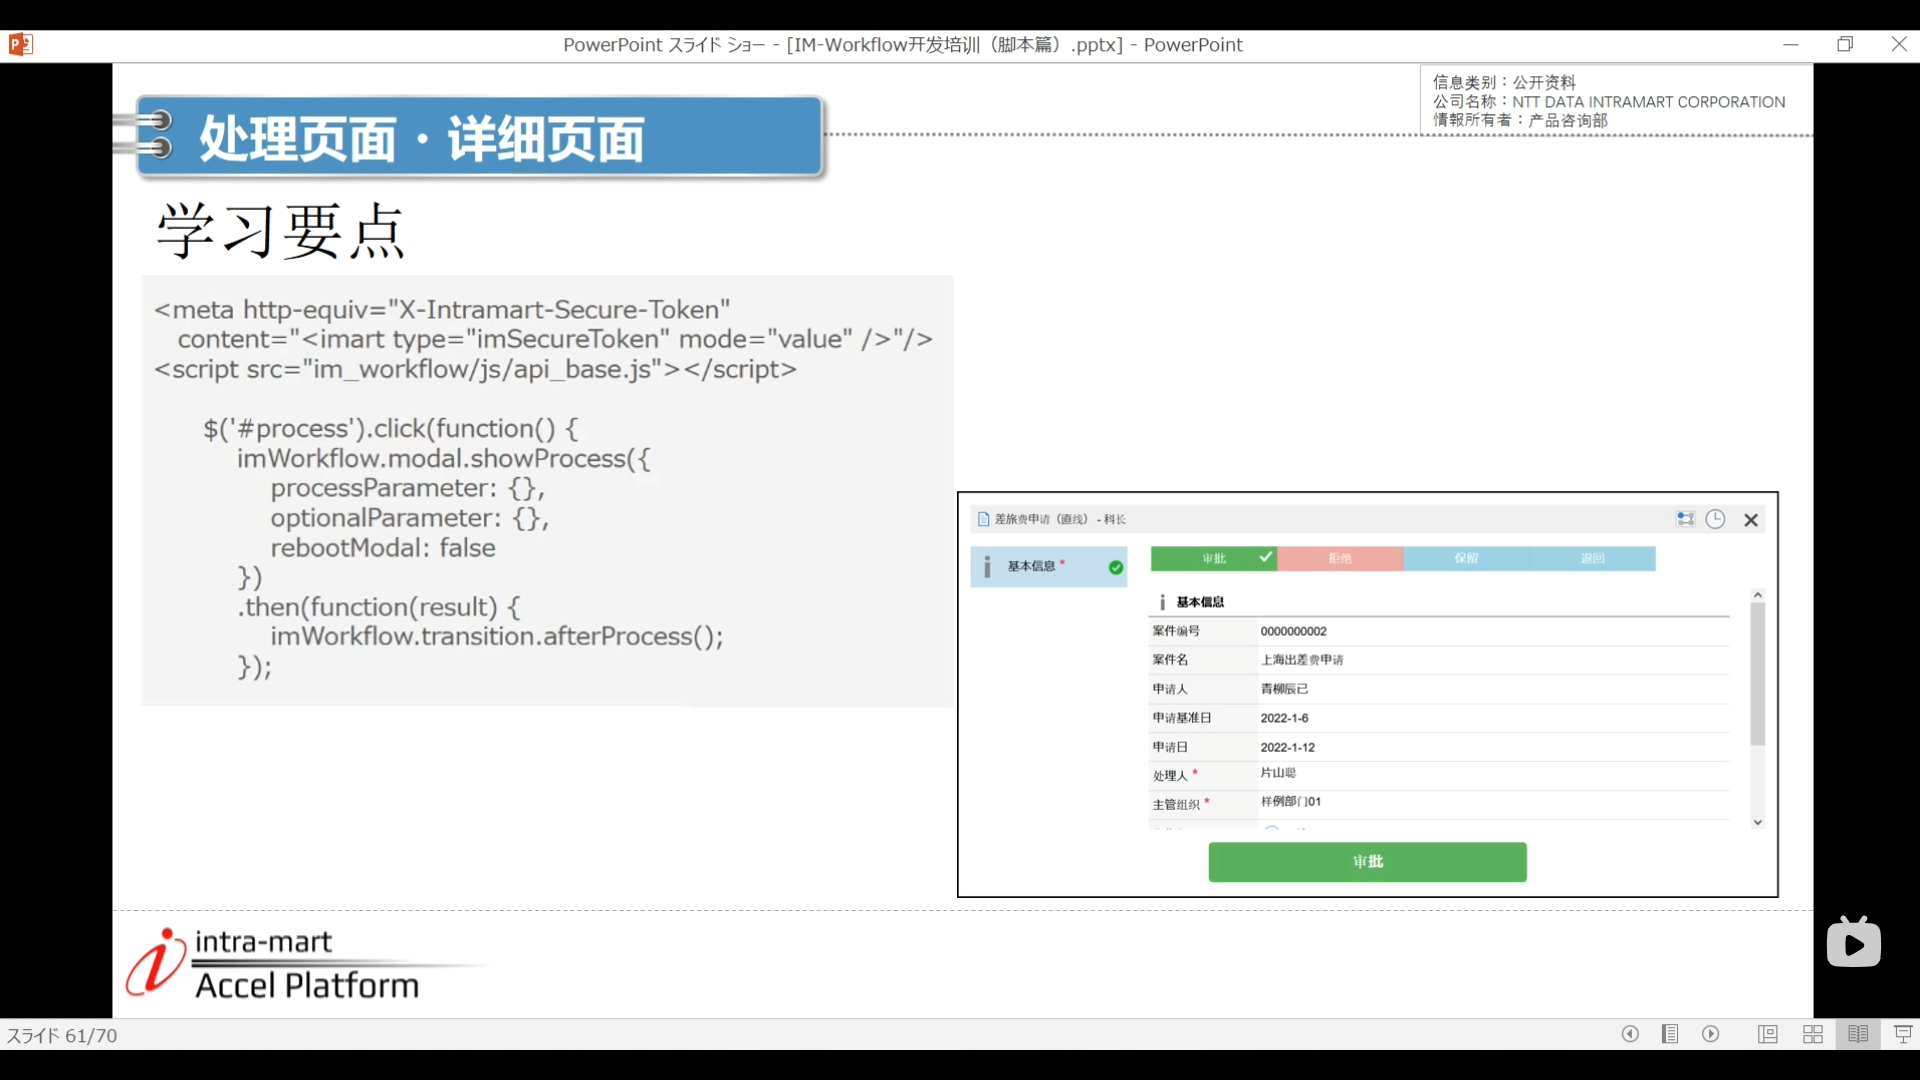 PowerPoint スライド ショー - [IM-Workflow开发培训（脚本篇）.pptx] - PowerPoint
信息类别：公开资料
公司名称：NTT DATA INTRAMART CORPORATION
情報所有者：产品咨询部
处理页面・详细页面
学习要点
<meta http-equiv="X-Intramart-Secure-Token"
content="<imart type="imSecureToken" mode="value" />"/>
<script src="im_workflow/js/api_base.js"></script>
$('#process').click(function() {
imWorkflow.modal.showProcess({
processParameter: {},
optionalParameter: {},
rebootModal: false
})
.then(function(result) {
imWorkflow.transition.afterProcess();
});
差旅费申请（直线） - 科长
基本信息 *
审批 拒绝 保留 退回
基本信息
案件编号 0000000002
案件名 上海出差费申请
申请人 青柳辰己
申请基准日 2022-1-6
申请日 2022-1-12
处理人 * 片山聡
主管组织 * 样例部门01
审批
intra-mart
Accel Platform
スライド 61/70